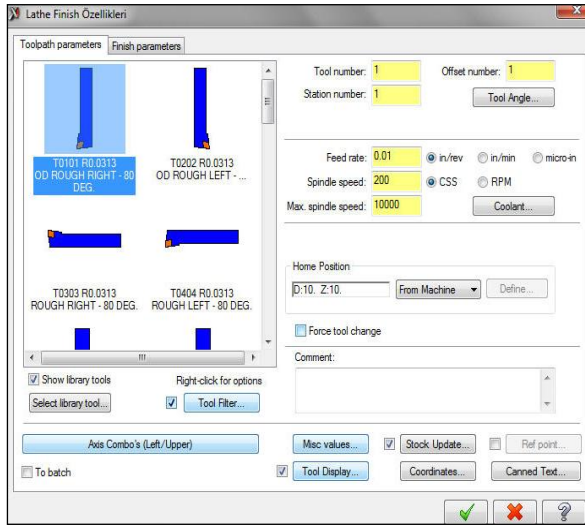 Lathe Finish Özellikleri
Toolpath parameters Finish parameters
T0101 R0.0313
OD ROUGH RIGHT - 80
DEG.
T0202 R0.0313
OD ROUGH LEFT - ...
T0303 R0.0313
ROUGH RIGHT - 80 DEG.
T0404 R0.0313
ROUGH LEFT - 80 DEG.
Show library tools
Right-click for options
Select library tool...
Tool Filter...
Tool number: 1 Offset number: 1
Station number: 1 Tool Angle...
Feed rate: 0.01 in/rev in/min micro-in
Spindle speed: 200 CSS RPM
Max. spindle speed: 10000 Coolant...
Home Position
D:10. Z:10. From Machine Define...
Force tool change
Comment:
Axis Combo's (Left/Upper) Misc values... Stock Update... Ref point...
To batch Tool Display... Coordinates... Canned Text...